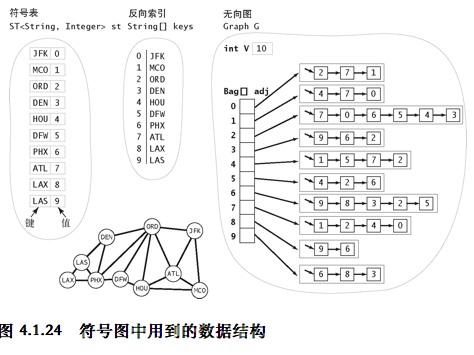 符号表
ST<String, Integer> st
JFK 0
MCO 1
ORD 2
DEN 3
HOU 4
DFW 5
PHX 6
ATL 7
LAX 8
LAS 9
键 值
反向索引
String[] keys
0 JFK
1 MCO
2 ORD
3 DEN
4 HOU
5 DFW
6 PHX
7 ATL
8 LAX
9 LAS
无向图
Graph G
int V 10
Bag[] adj
0
1
2
3
4
5
6
7
8
9
2 7 1
4 7 0
7 0 6 5 4 3
9 6 2
1 5 7 2
4 2 6
9 8 3 2 5
1 2 4 0
9 6
6 8 3
ORD
JFK
DEN
LAS
ATL
LAX
PHX
DFW
HOU
MCO
图 4.1.24 符号图中用到的数据结构